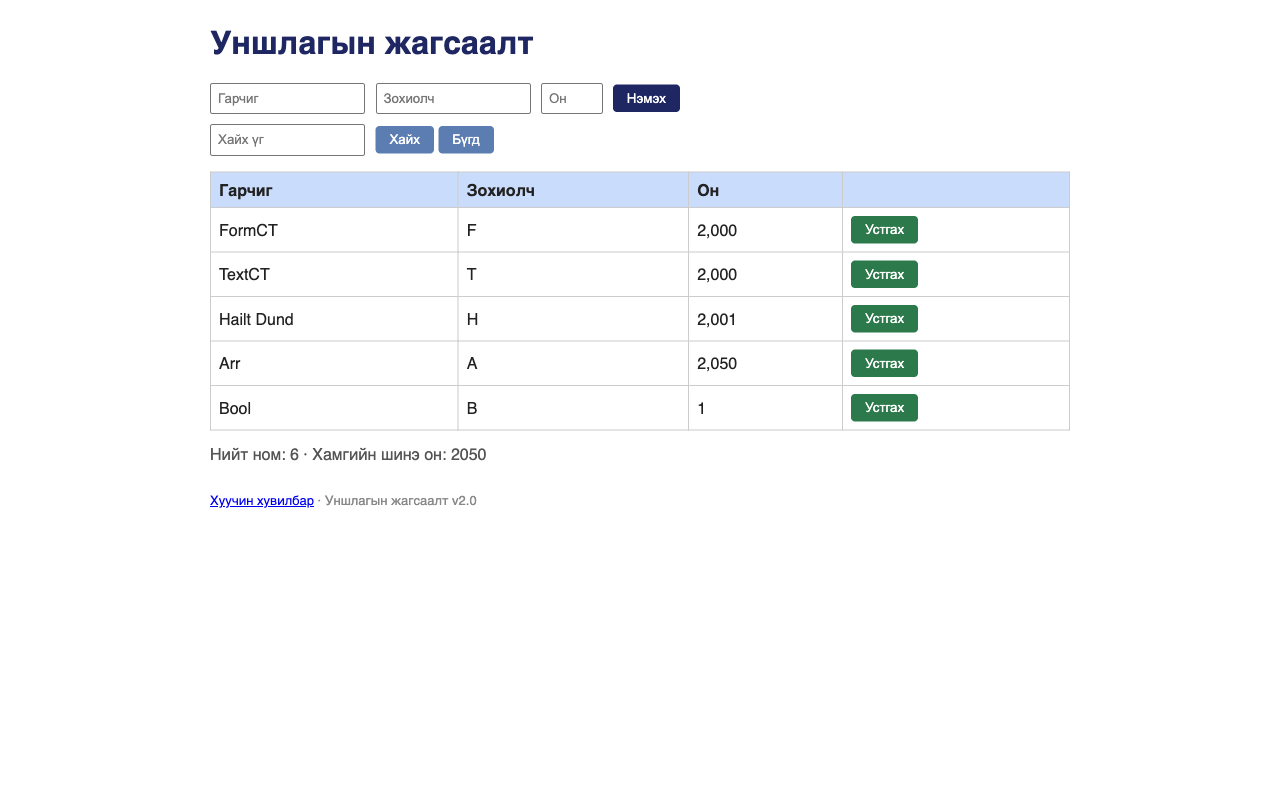 Уншлагын жагсаалт
Гарчиг Зохиолч Он Нэмэх
Хайх үг Хайх Бүгд
Гарчиг Зохиолч Он
FormCT F 2,000 Устгах
TextCT T 2,000 Устгах
Hailt Dund H 2,001 Устгах
Arr A 2,050 Устгах
Bool B 1 Устгах
Нийт ном: 6 · Хамгийн шинэ он: 2050
Хуучин хувилбар · Уншлагын жагсаалт v2.0